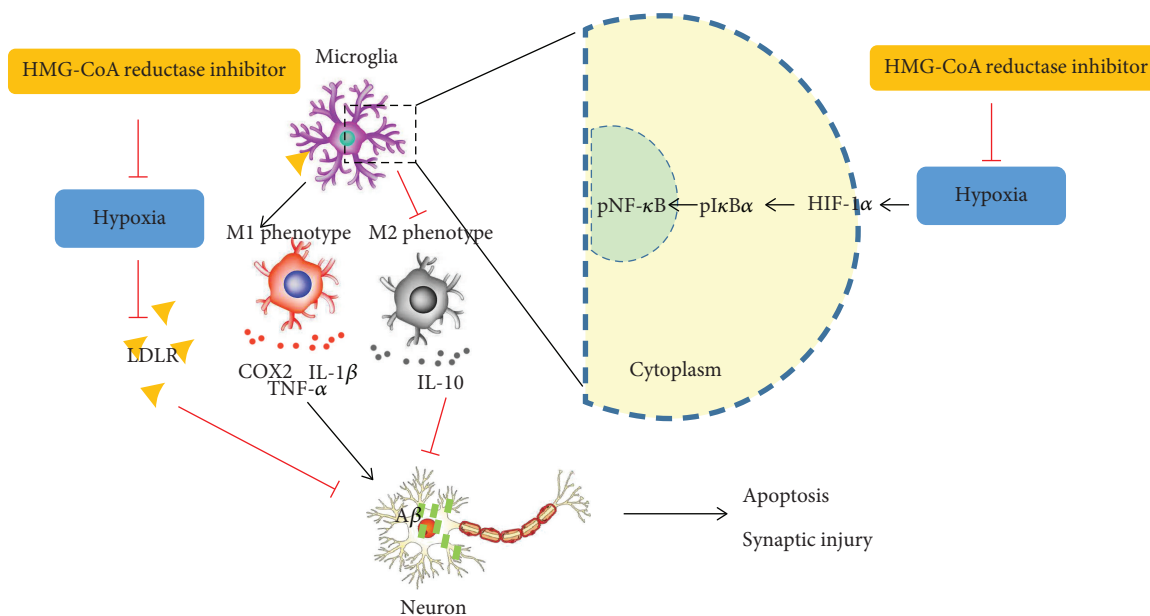 HMG-CoA reductase inhibitor
Hypoxia
LDLR
Microglia
M1 phenotype
M2 phenotype
COX2 IL-1β
TNF-α
IL-10
Aβ
Neuron
Apoptosis
Synaptic injury
pNF-κB
pIκBα
HIF-1α
Cytoplasm
HMG-CoA reductase inhibitor
Hypoxia